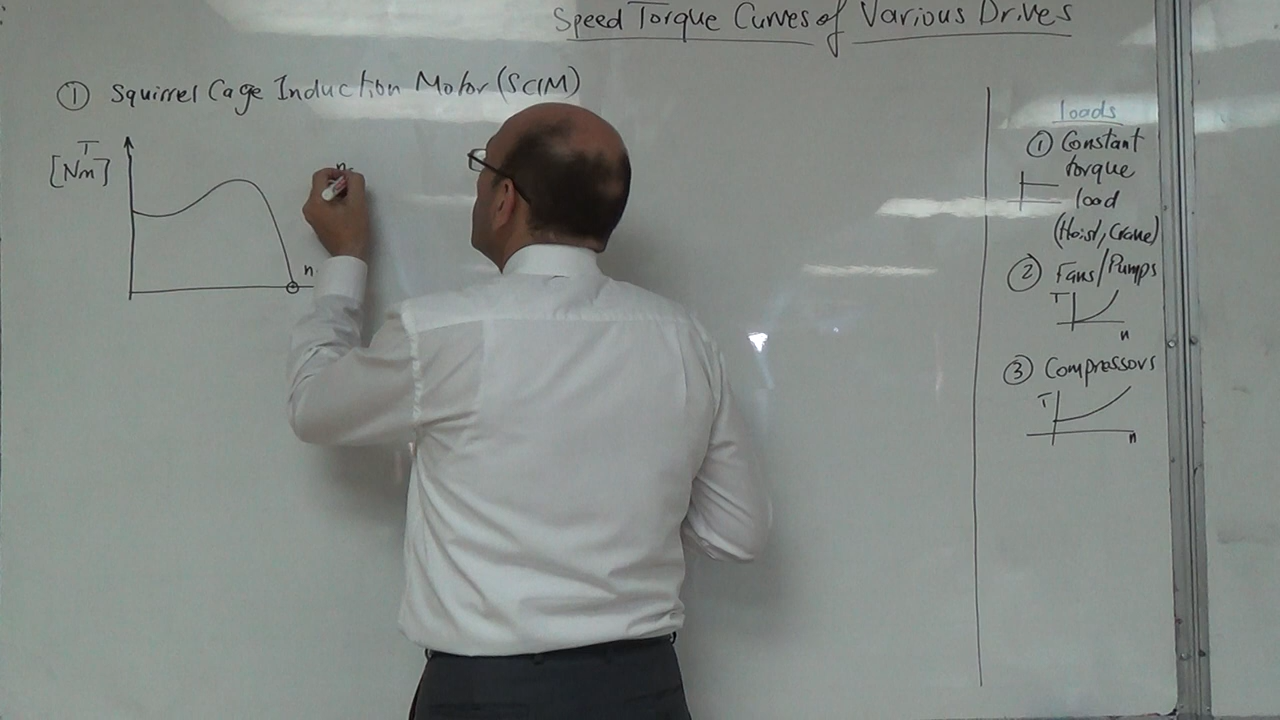 Speed Torque Curves of Various Drives
① Squirrel Cage Induction Motor (SCIM)
T
[Nm]
n
n
loads
① Constant
torque
load
(Hoist, Crane)
② Fans/Pumps
T
n
③ Compressors
T
n